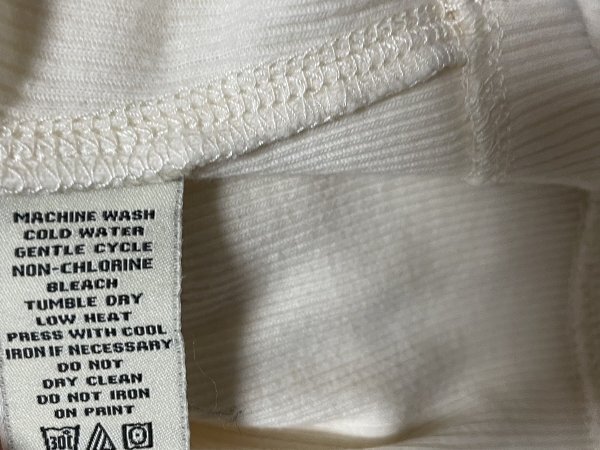 MACHINE WASH
COLD WATER
GENTLE CYCLE
NON-CHLORINE
BLEACH
TUMBLE DRY
LOW HEAT
PRESS WITH COOL
IRON IF NECESSARY
DO NOT
DRY CLEAN
DO NOT IRON
ON PRINT
30C